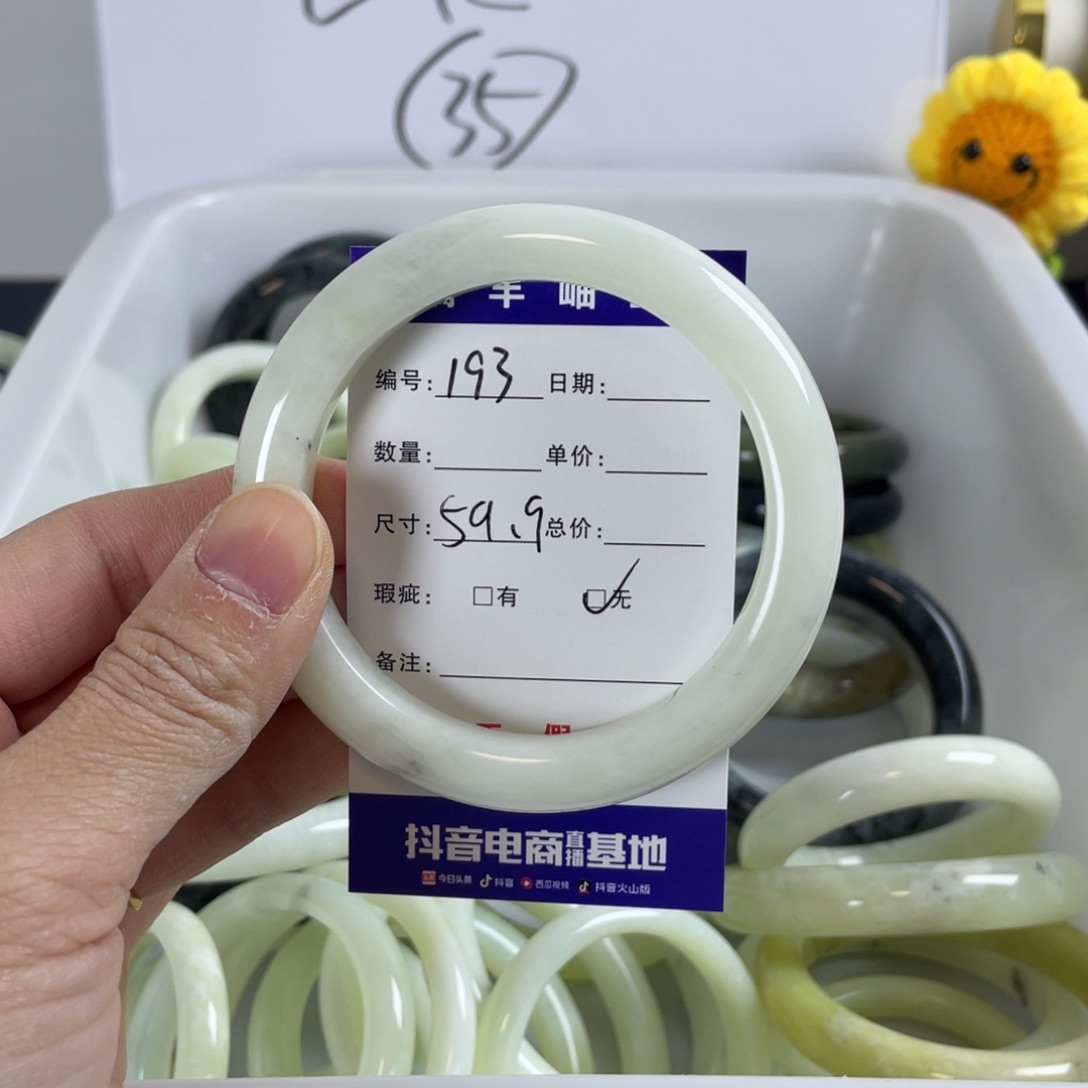 (35)
岫
编号: 193 日期:
数量: 单价:
尺寸: 59.9 总价:
瑕疵: □有 ☑无
备注:
假
抖音电商直播基地
今日头条 抖音 西瓜视频 抖音火山版